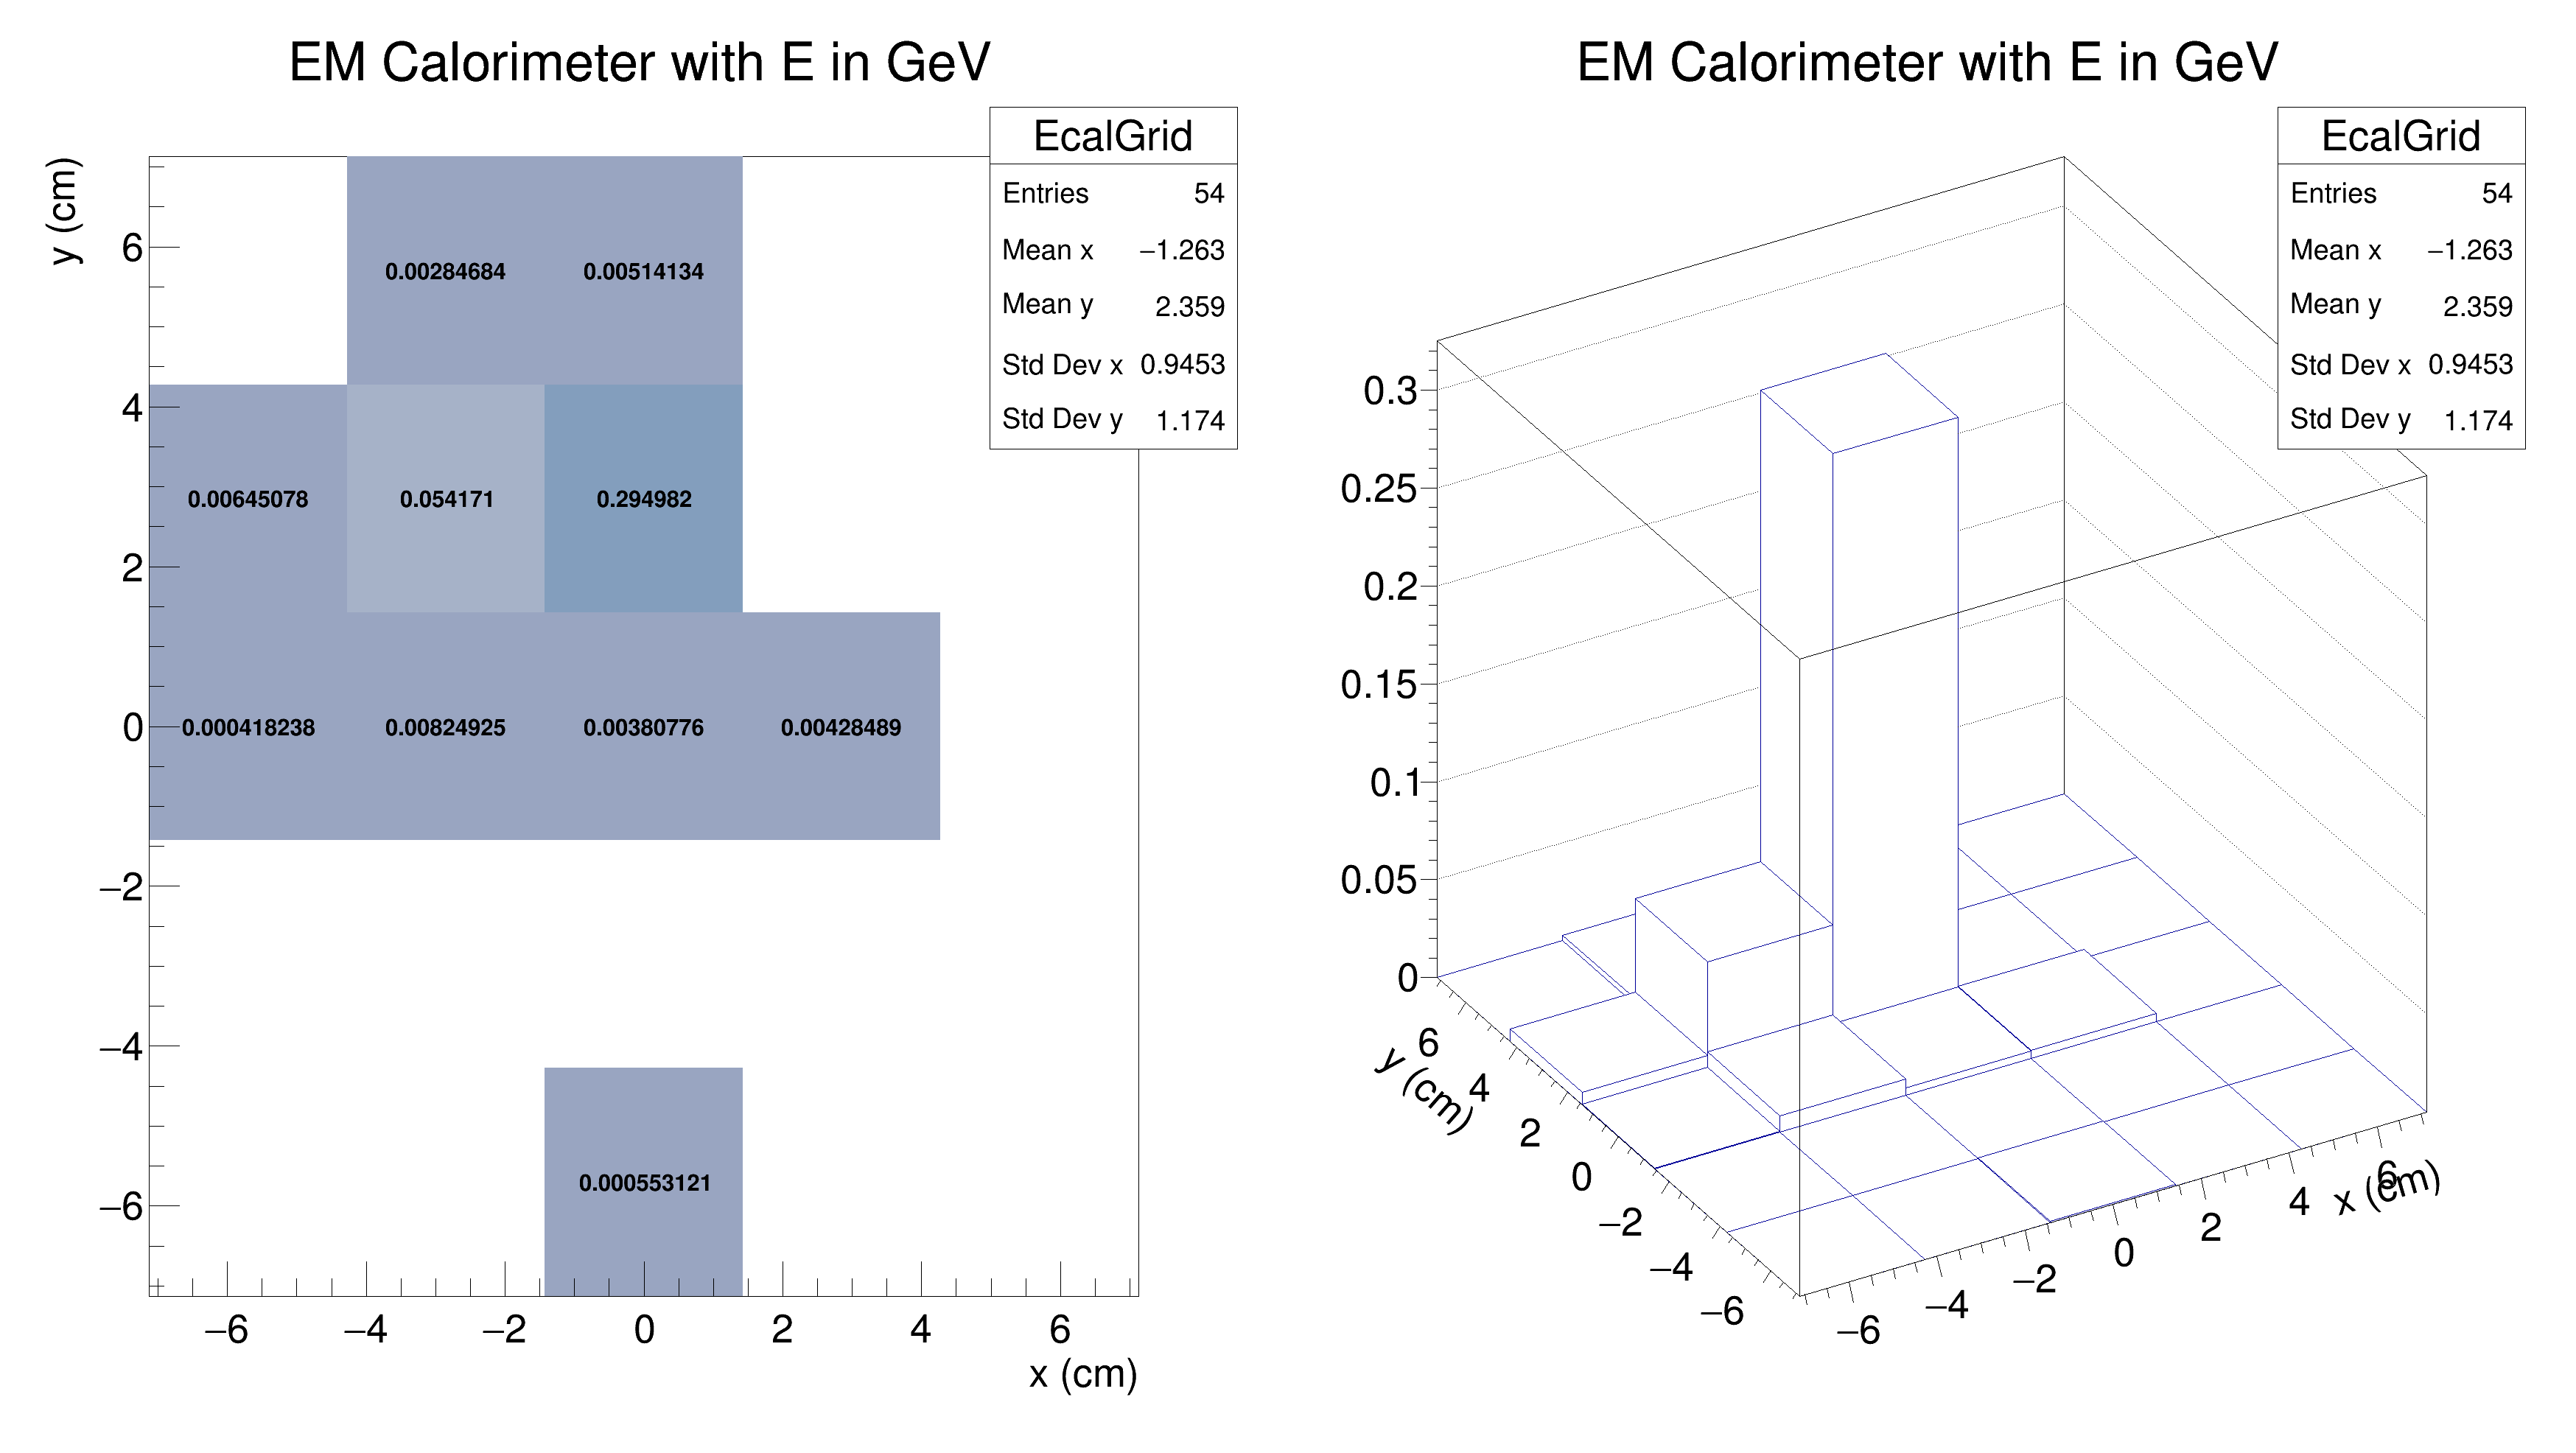 EM Calorimeter with E in GeV
EcalGrid
Entries 54
Mean x −1.263
Mean y 2.359
Std Dev x 0.9453
Std Dev y 1.174
y (cm)
6
4
2
0
−2
−4
−6
0.00284684 0.00514134
0.00645078 0.054171 0.294982
0.000418238 0.00824925 0.00380776 0.00428489
0.000553121
−6 −4 −2 0 2 4 6
x (cm)
EM Calorimeter with E in GeV
EcalGrid
Entries 54
Mean x −1.263
Mean y 2.359
Std Dev x 0.9453
Std Dev y 1.174
0.3
0.25
0.2
0.15
0.1
0.05
0
y (cm)
6
4
2
0
−2
−4
−6
−6 −4 −2 0 2 4 6
x (cm)